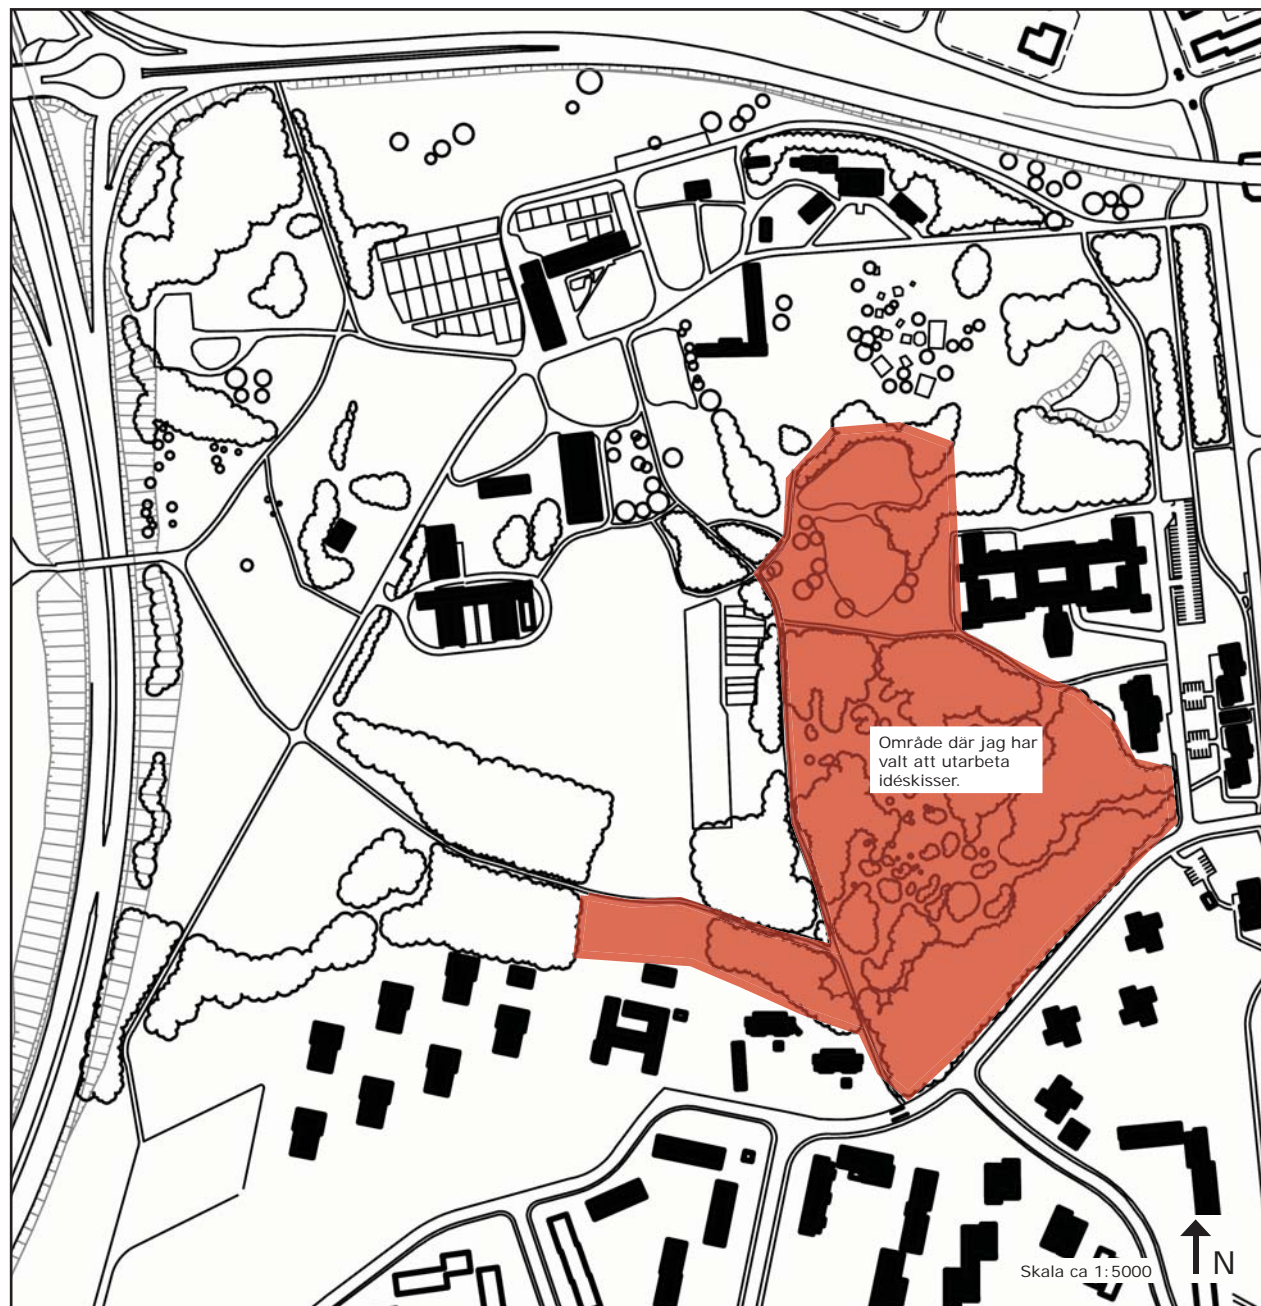 Område där jag har
valt att utarbeta
idéskisser.
Skala ca 1:5000
N